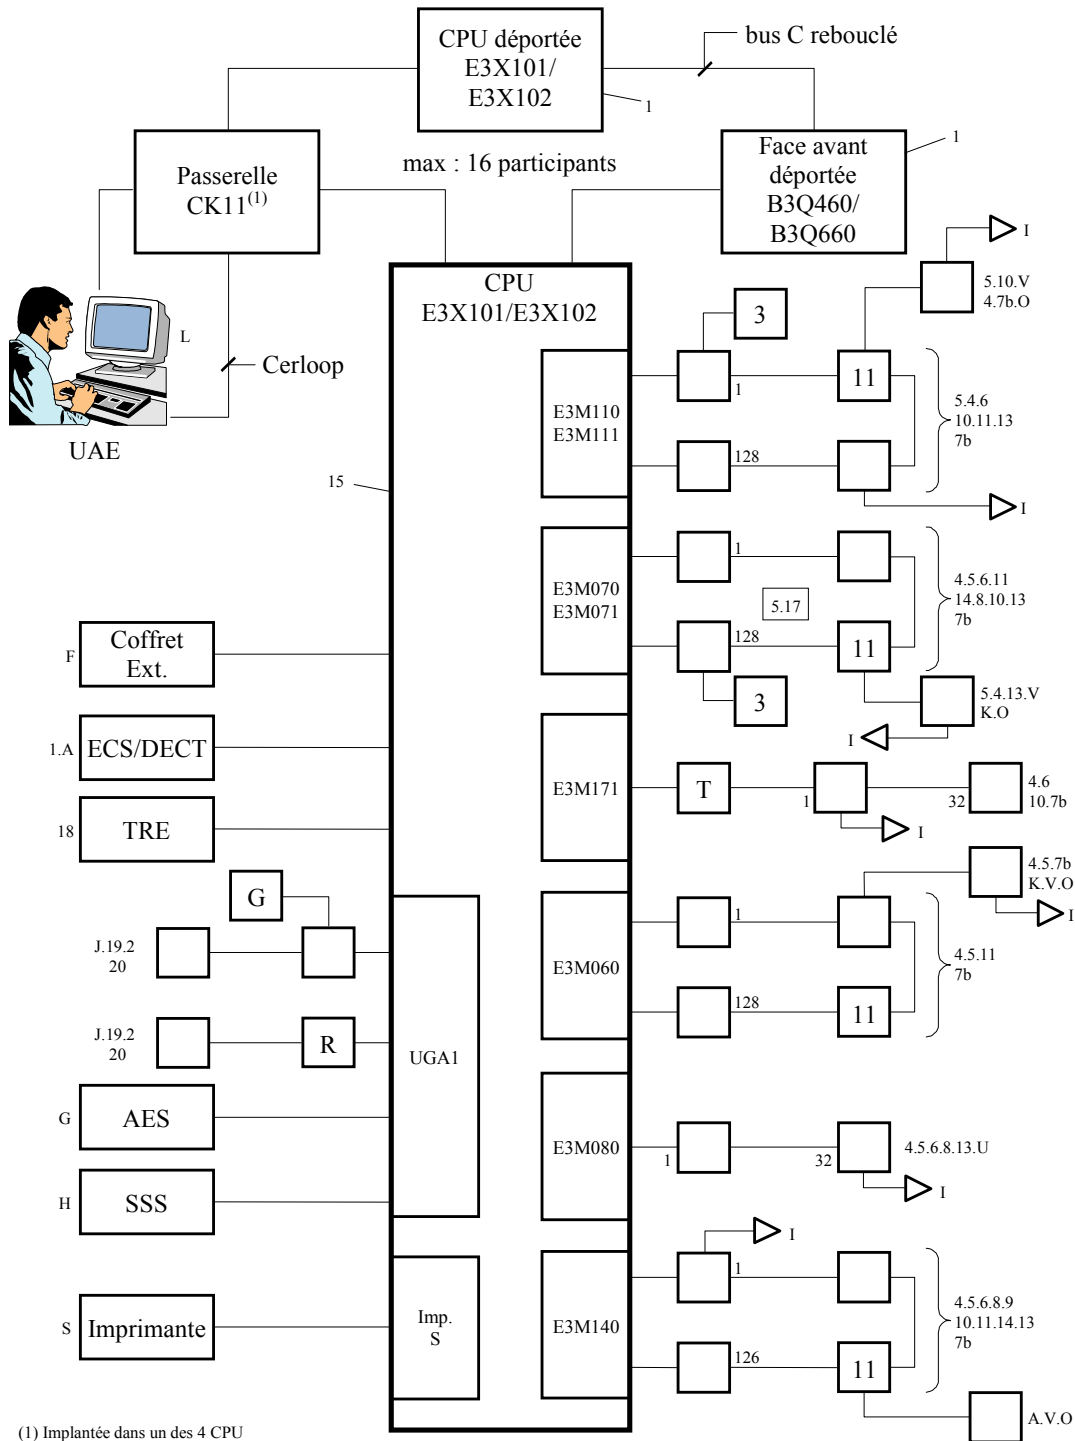 CPU déportée
E3X101/
E3X102
bus C rebouclé
1
1
Passerelle
CK11(1)
max : 16 participants
Face avant
déportée
B3Q460/
B3Q660
CPU
E3X101/E3X102
I
5.10.V
4.7b.O
3
L
Cerloop
UAE
E3M110
E3M111
1
11
5.4.6
10.11.13
7b
128
15
I
E3M070
E3M071
1
5.17
128
11
4.5.6.11
14.8.10.13
7b
3
5.4.13.V
K.O
I
F
Coffret
Ext.
1.A
ECS/DECT
E3M171
T
1
32
4.6
10.7b
I
18
TRE
G
J.19.2
20
E3M060
1
4.5.7b
K.V.O
I
4.5.11
7b
128
11
J.19.2
20
R
UGA1
G
AES
E3M080
1
32
4.5.6.8.13.U
I
H
SSS
I
S
Imprimante
Imp.
S
E3M140
1
4.5.6.8.9
10.11.14.13
7b
126
11
A.V.O
(1) Implantée dans un des 4 CPU